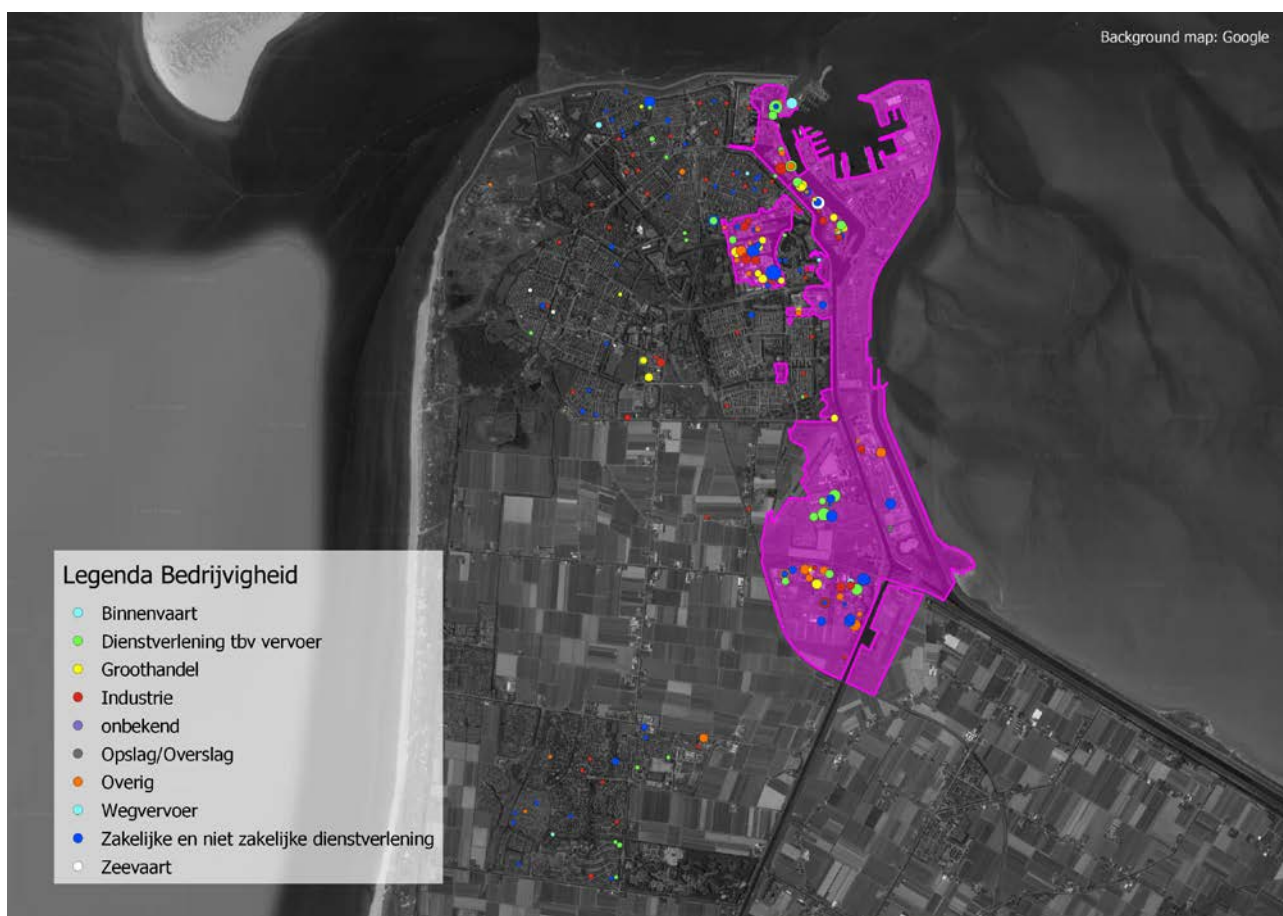 Background map: Google
Legenda Bedrijvigheid
Binnenvaart
Dienstverlening tbv vervoer
Groothandel
Industrie
onbekend
Opslag/Overslag
Overig
Wegvervoer
Zakelijke en niet zakelijke dienstverlening
Zeevaart